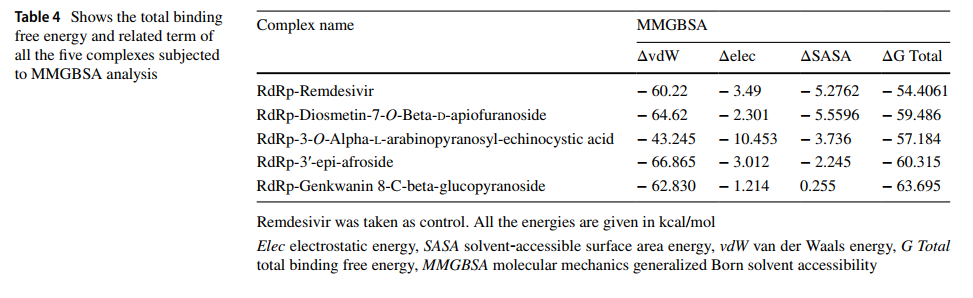 Table 4 Shows the total binding
free energy and related term of
all the five complexes subjected
to MMGBSA analysis
Complex name MMGBSA
ΔvdW Δelec ΔSASA ΔG Total
RdRp-Remdesivir − 60.22 − 3.49 − 5.2762 − 54.4061
RdRp-Diosmetin-7-O-Beta-D-apiofuranoside − 64.62 − 2.301 − 5.5596 − 59.486
RdRp-3-O-Alpha-L-arabinopyranosyl-echinocystic acid − 43.245 − 10.453 − 3.736 − 57.184
RdRp-3′-epi-afroside − 66.865 − 3.012 − 2.245 − 60.315
RdRp-Genkwanin 8-C-beta-glucopyranoside − 62.830 − 1.214 0.255 − 63.695
Remdesivir was taken as control. All the energies are given in kcal/mol
Elec electrostatic energy, SASA solvent-accessible surface area energy, vdW van der Waals energy, G Total
total binding free energy, MMGBSA molecular mechanics generalized Born solvent accessibility